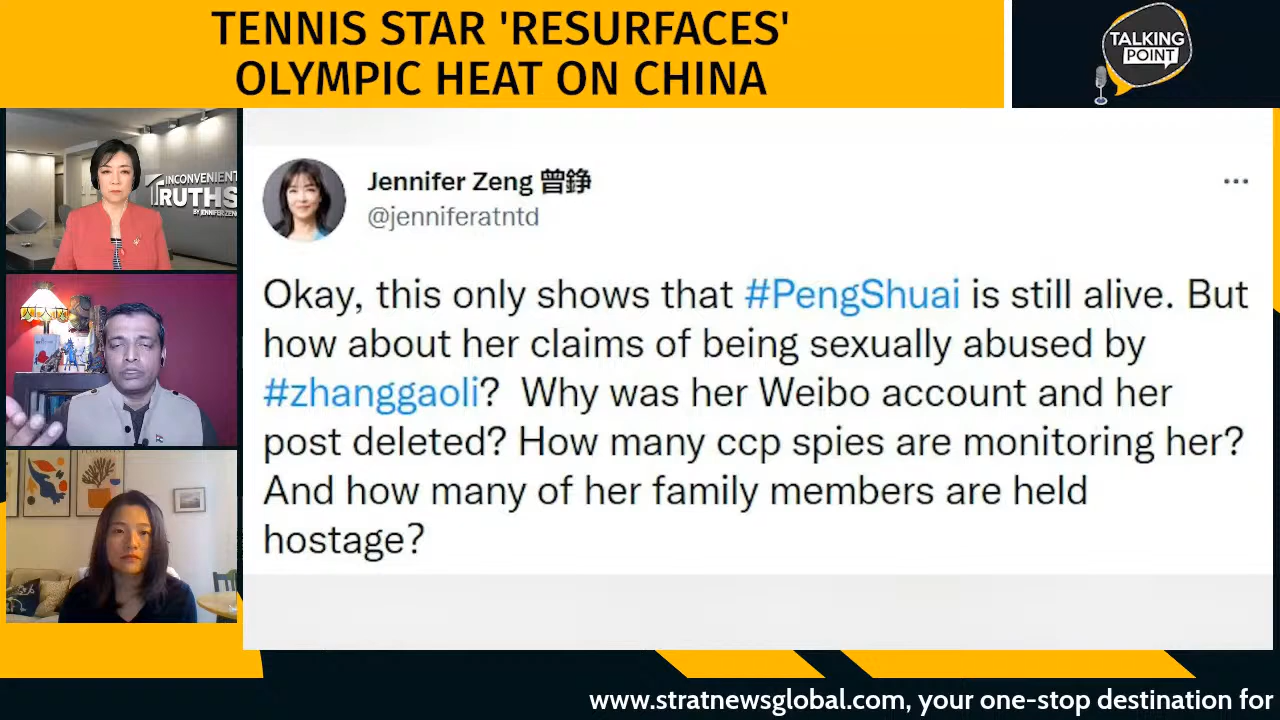 TENNIS STAR 'RESURFACES'
OLYMPIC HEAT ON CHINA
TALKING
POINT
INCONVENIENT
TRUTHS
BY JENNIFER ZENG
Jennifer Zeng 曾錚
@jenniferatntd
Okay, this only shows that #PengShuai is still alive. But
how about her claims of being sexually abused by
#zhanggaoli? Why was her Weibo account and her
post deleted? How many ccp spies are monitoring her?
And how many of her family members are held
hostage?
www.stratnewsglobal.com, your one-stop destination for